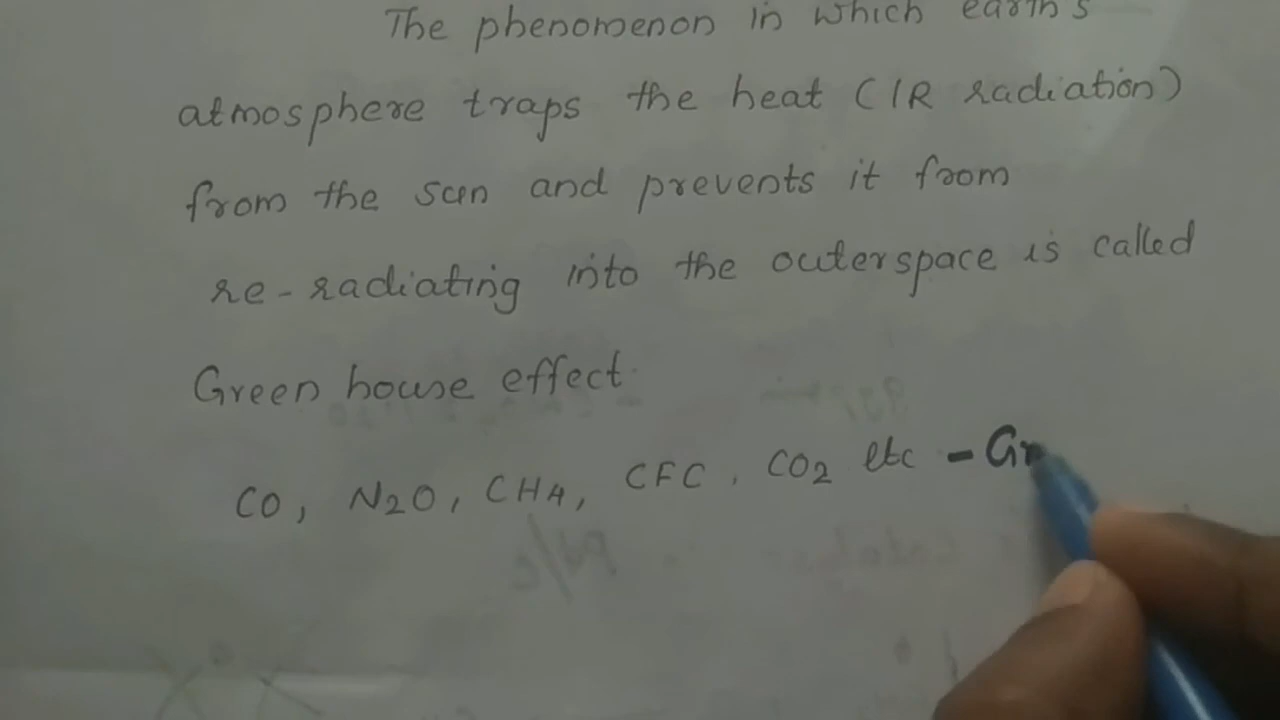 The phenomenon in which earth's
atmosphere traps the heat (IR radiation)
from the sun and prevents it from
re-radiating into the outerspace is called
Green house effect.
CO, N2O, CH4, CFC, CO2 etc - Gr